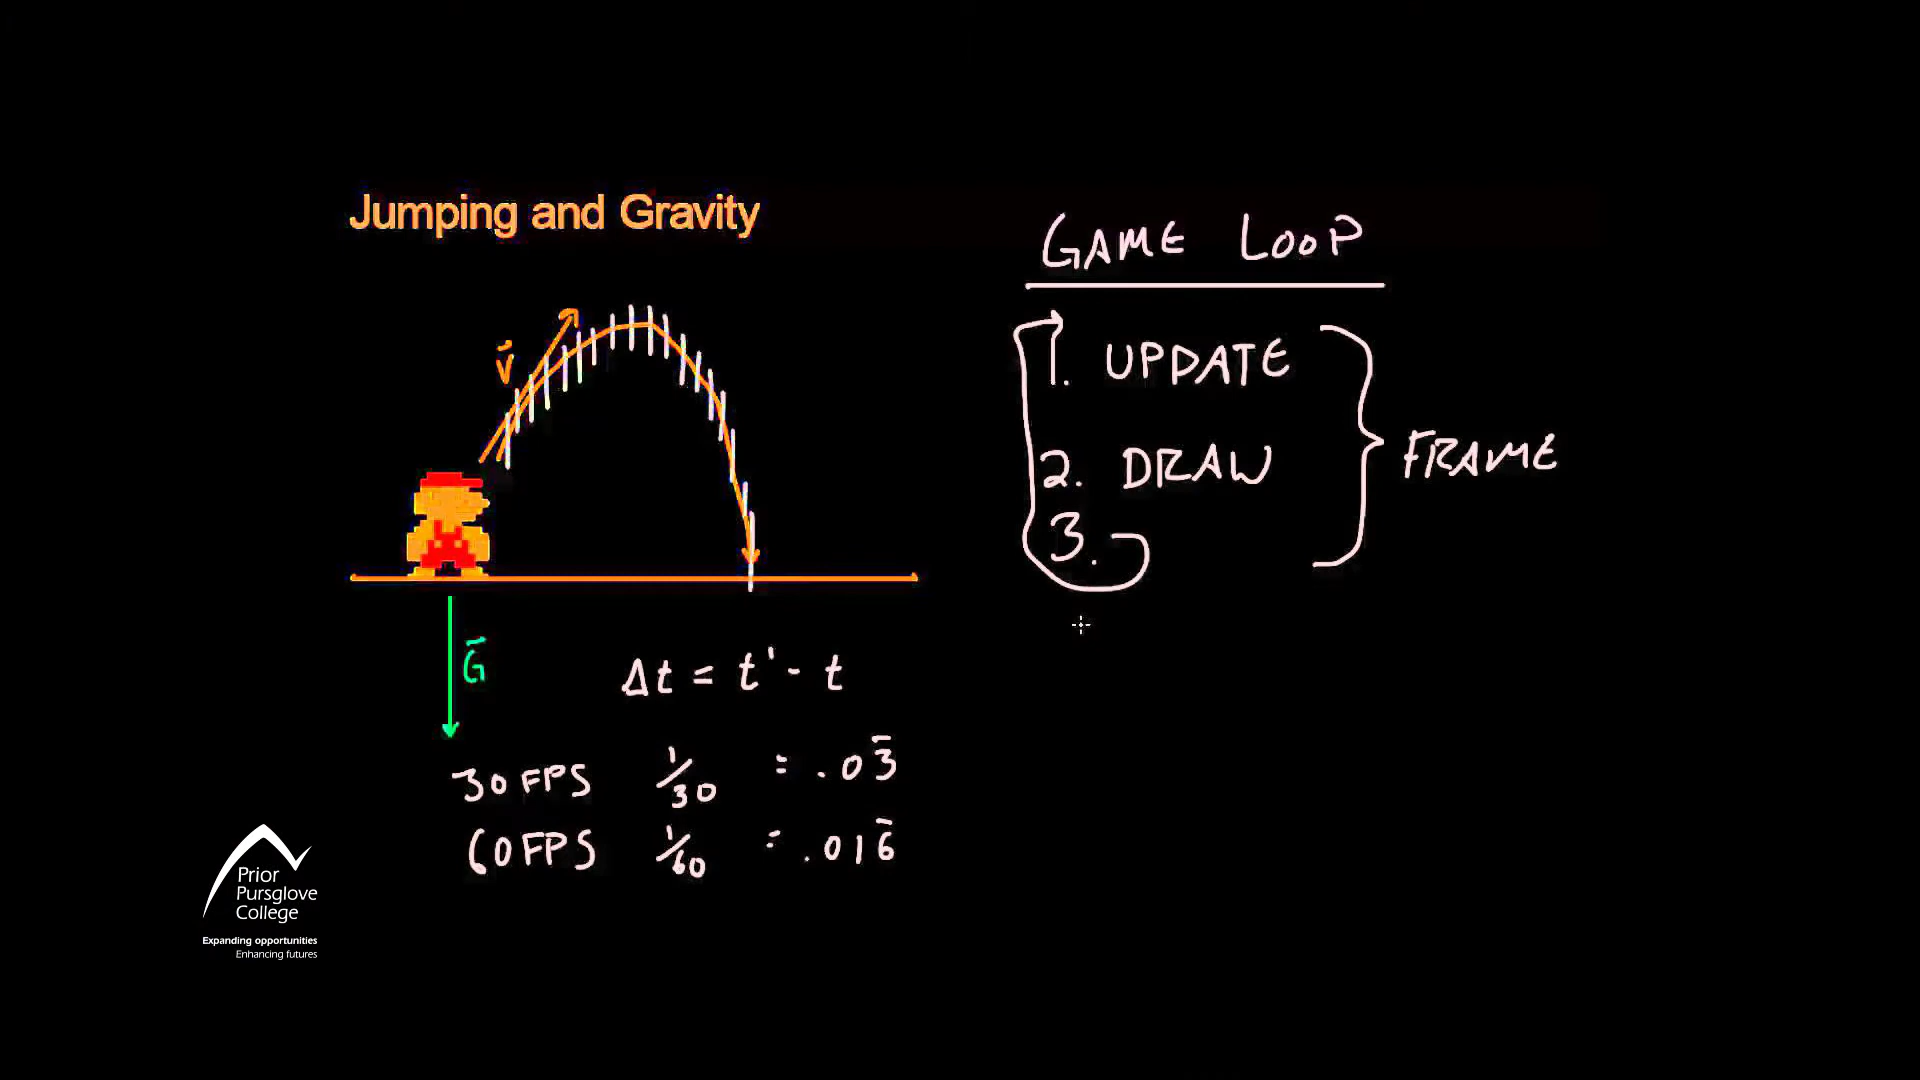 Jumping and Gravity
V̄
Ḡ
Δt = t' - t
30 FPS 1/30 = .03̄
60 FPS 1/60 = .016̄
GAME LOOP
1. UPDATE
2. DRAW
3.
FRAME
Prior
Pursglove
College
Expanding opportunities
Enhancing futures